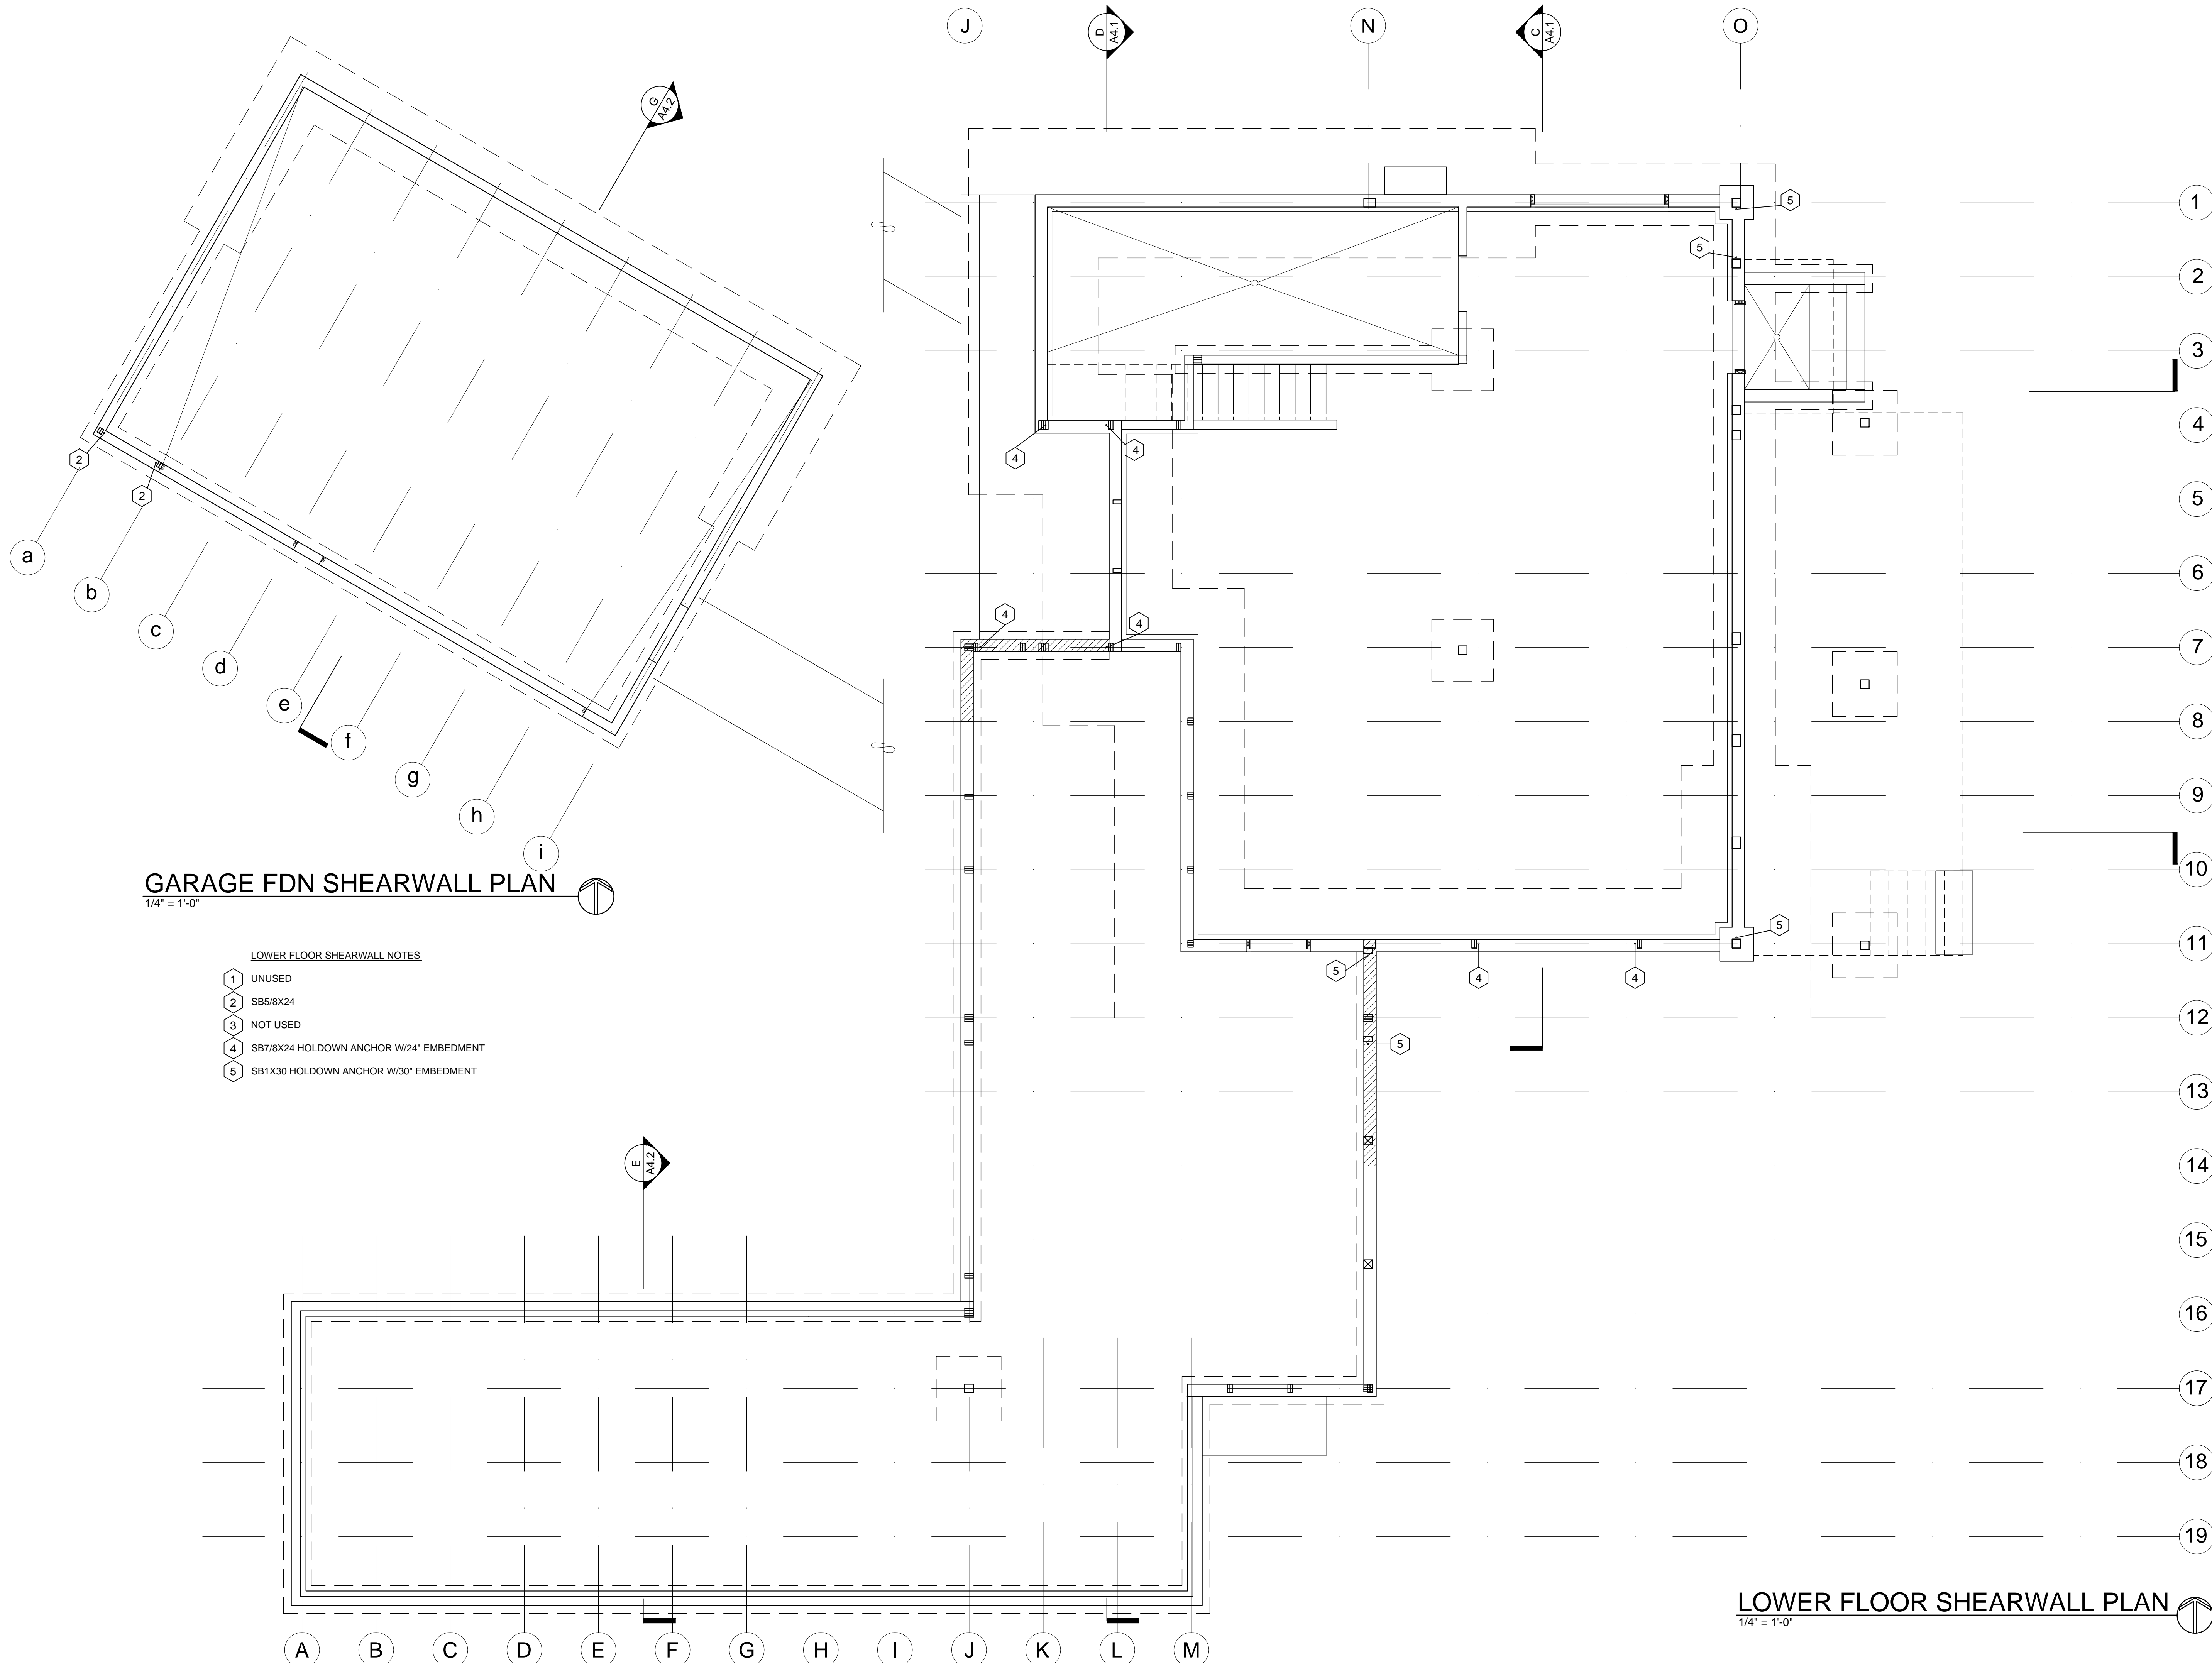 J
D
A4.1
N
C
A4.1
O
G
A4.2
1
2
3
4
5
6
7
8
9
10
11
12
13
14
15
16
17
18
19
5
5
4
4
4
4
5
5
4
4
5
2
2
a
b
c
d
e
f
g
h
i
GARAGE FDN SHEARWALL PLAN
1/4" = 1'-0"
LOWER FLOOR SHEARWALL NOTES
1 UNUSED
2 SB5/8X24
3 NOT USED
4 SB7/8X24 HOLDOWN ANCHOR W/24" EMBEDMENT
5 SB1X30 HOLDOWN ANCHOR W/30" EMBEDMENT
E
A4.2
LOWER FLOOR SHEARWALL PLAN
1/4" = 1'-0"
A
B
C
D
E
F
G
H
I
J
K
L
M